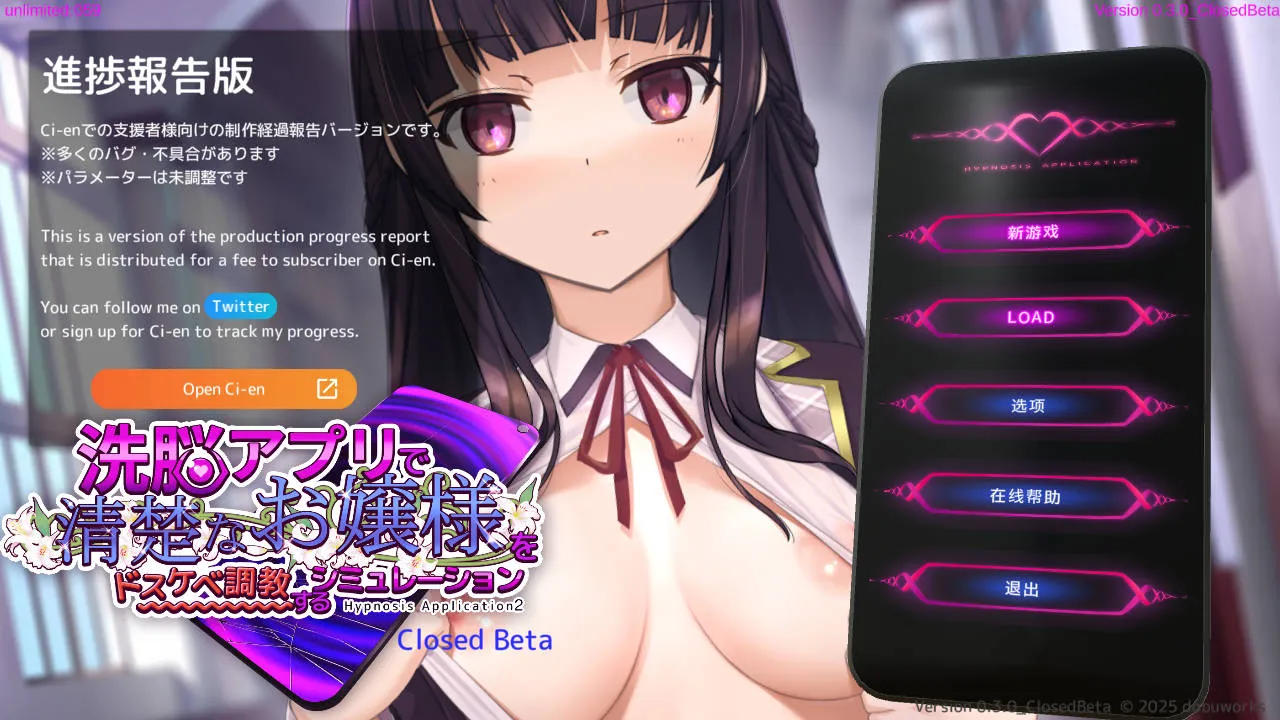 unlimited:039
Version 0.3.0_ClosedBeta
進捗報告版
Ci-enでの支援者様向けの制作経過報告バージョンです。
※多くのバグ・不具合があります
※パラメーターは未調整です
This is a version of the production progress report
that is distributed for a fee to subscriber on Ci-en.
You can follow me on Twitter
or sign up for Ci-en to track my progress.
Open Ci-en
洗脳アプリで
清楚なお嬢様を
ドスケベ調教するシミュレーション
Hypnosis Application2
Closed Beta
HYPNOSIS APPLICATION
新游戏
LOAD
选项
在线帮助
退出
Version 0.3.0_ClosedBeta © 2025 dobuworks